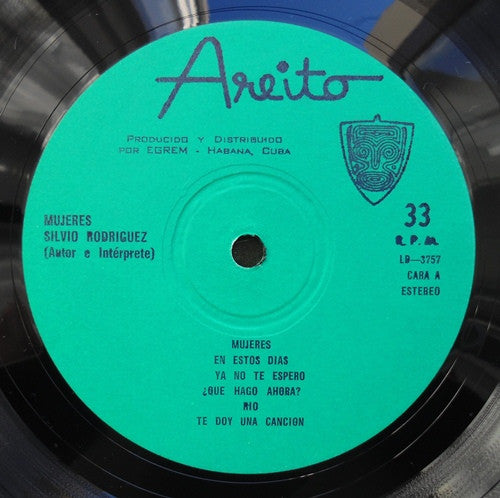 Areito
PRODUCIDO Y DISTRIBUIDO
POR EGREM - HABANA, CUBA
MUJERES
SILVIO RODRIGUEZ
(Autor e Intérprete)
33
R.P.M.
LD—3757
CARA A
ESTEREO
MUJERES
EN ESTOS DIAS
YA NO TE ESPERO
¿QUE HAGO AHORA?
RIO
TE DOY UNA CANCION